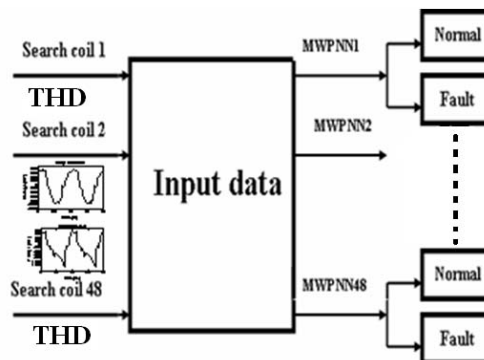 Search coil 1
THD
Search coil 2
Search coil 48
THD
Input data
MWPNN1
MWPNN2
MWPNN48
Normal
Fault
Normal
Fault